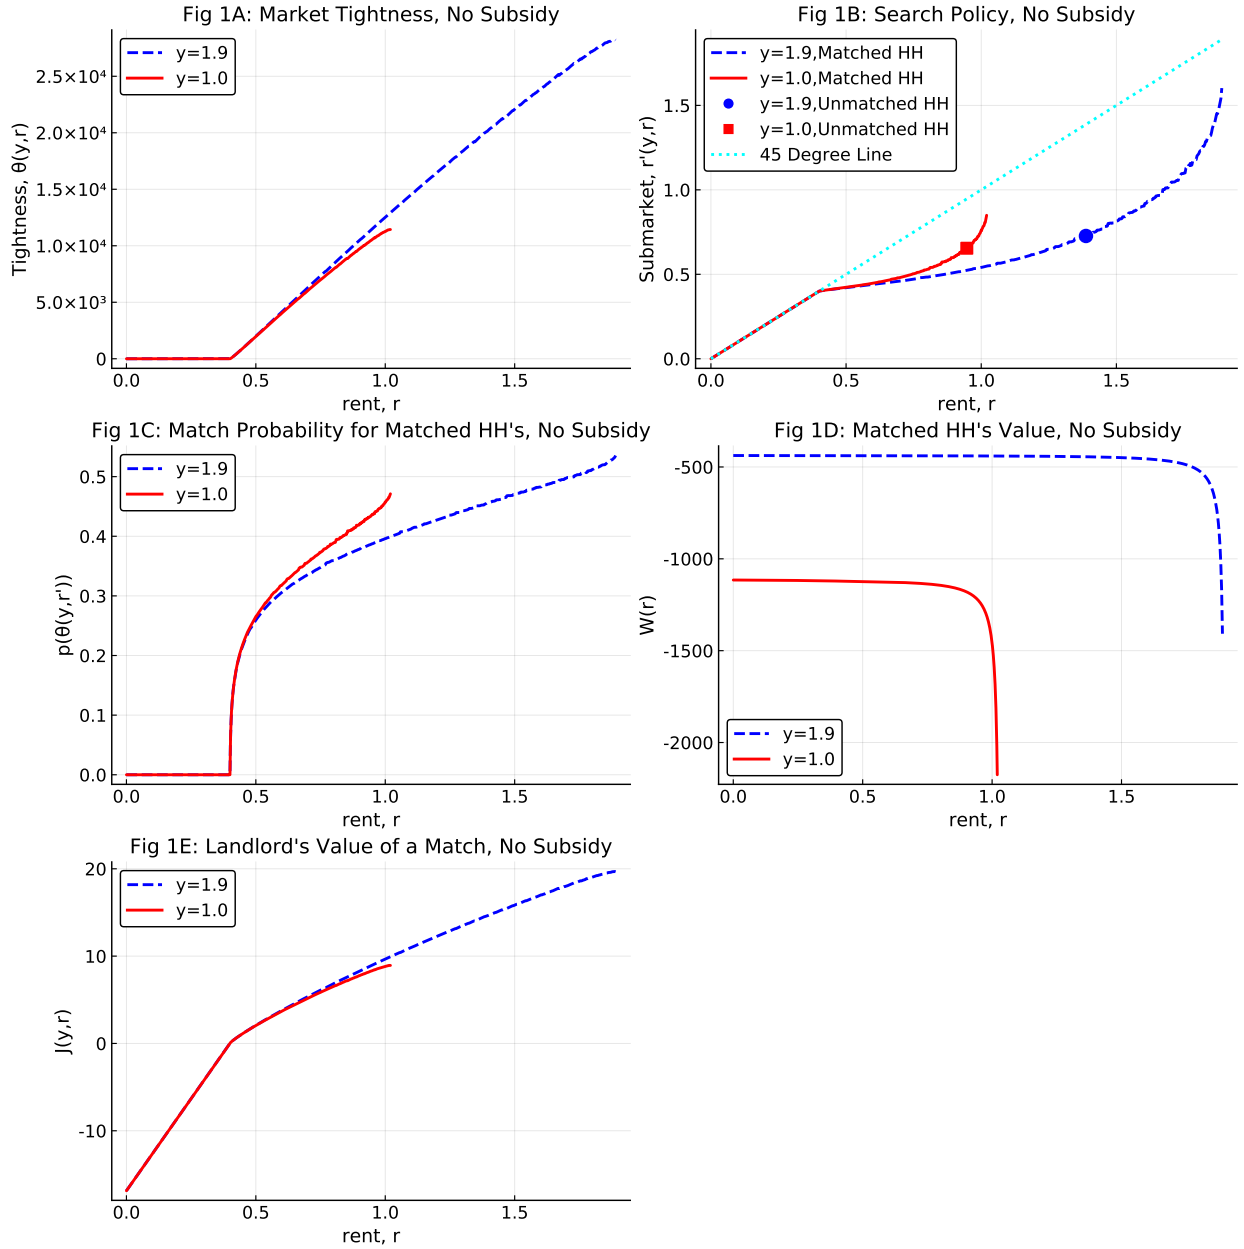 Fig 1A: Market Tightness, No Subsidy
y=1.9
y=1.0
2.5×10⁴
2.0×10⁴
1.5×10⁴
1.0×10⁴
5.0×10³
0
Tightness, θ(y,r)
0.0 0.5 1.0 1.5
rent, r
Fig 1B: Search Policy, No Subsidy
y=1.9,Matched HH
y=1.0,Matched HH
y=1.9,Unmatched HH
y=1.0,Unmatched HH
45 Degree Line
1.5
1.0
0.5
0.0
Submarket, r'(y,r)
0.0 0.5 1.0 1.5
rent, r
Fig 1C: Match Probability for Matched HH's, No Subsidy
y=1.9
y=1.0
0.5
0.4
0.3
0.2
0.1
0.0
p(θ(y,r'))
0.0 0.5 1.0 1.5
rent, r
Fig 1D: Matched HH's Value, No Subsidy
-500
-1000
-1500
-2000
W(r)
y=1.9
y=1.0
0.0 0.5 1.0 1.5
rent, r
Fig 1E: Landlord's Value of a Match, No Subsidy
y=1.9
y=1.0
20
10
0
-10
J(y,r)
0.0 0.5 1.0 1.5
rent, r